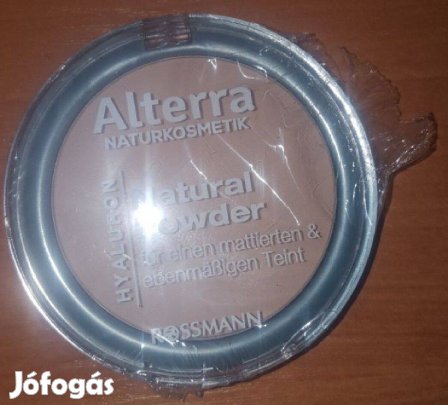 Alterra
NATURKOSMETIK
HYALURON
Natural
Powder
für einen mattierten &
ebenmäßigen Teint
ROSSMANN
Jófogás